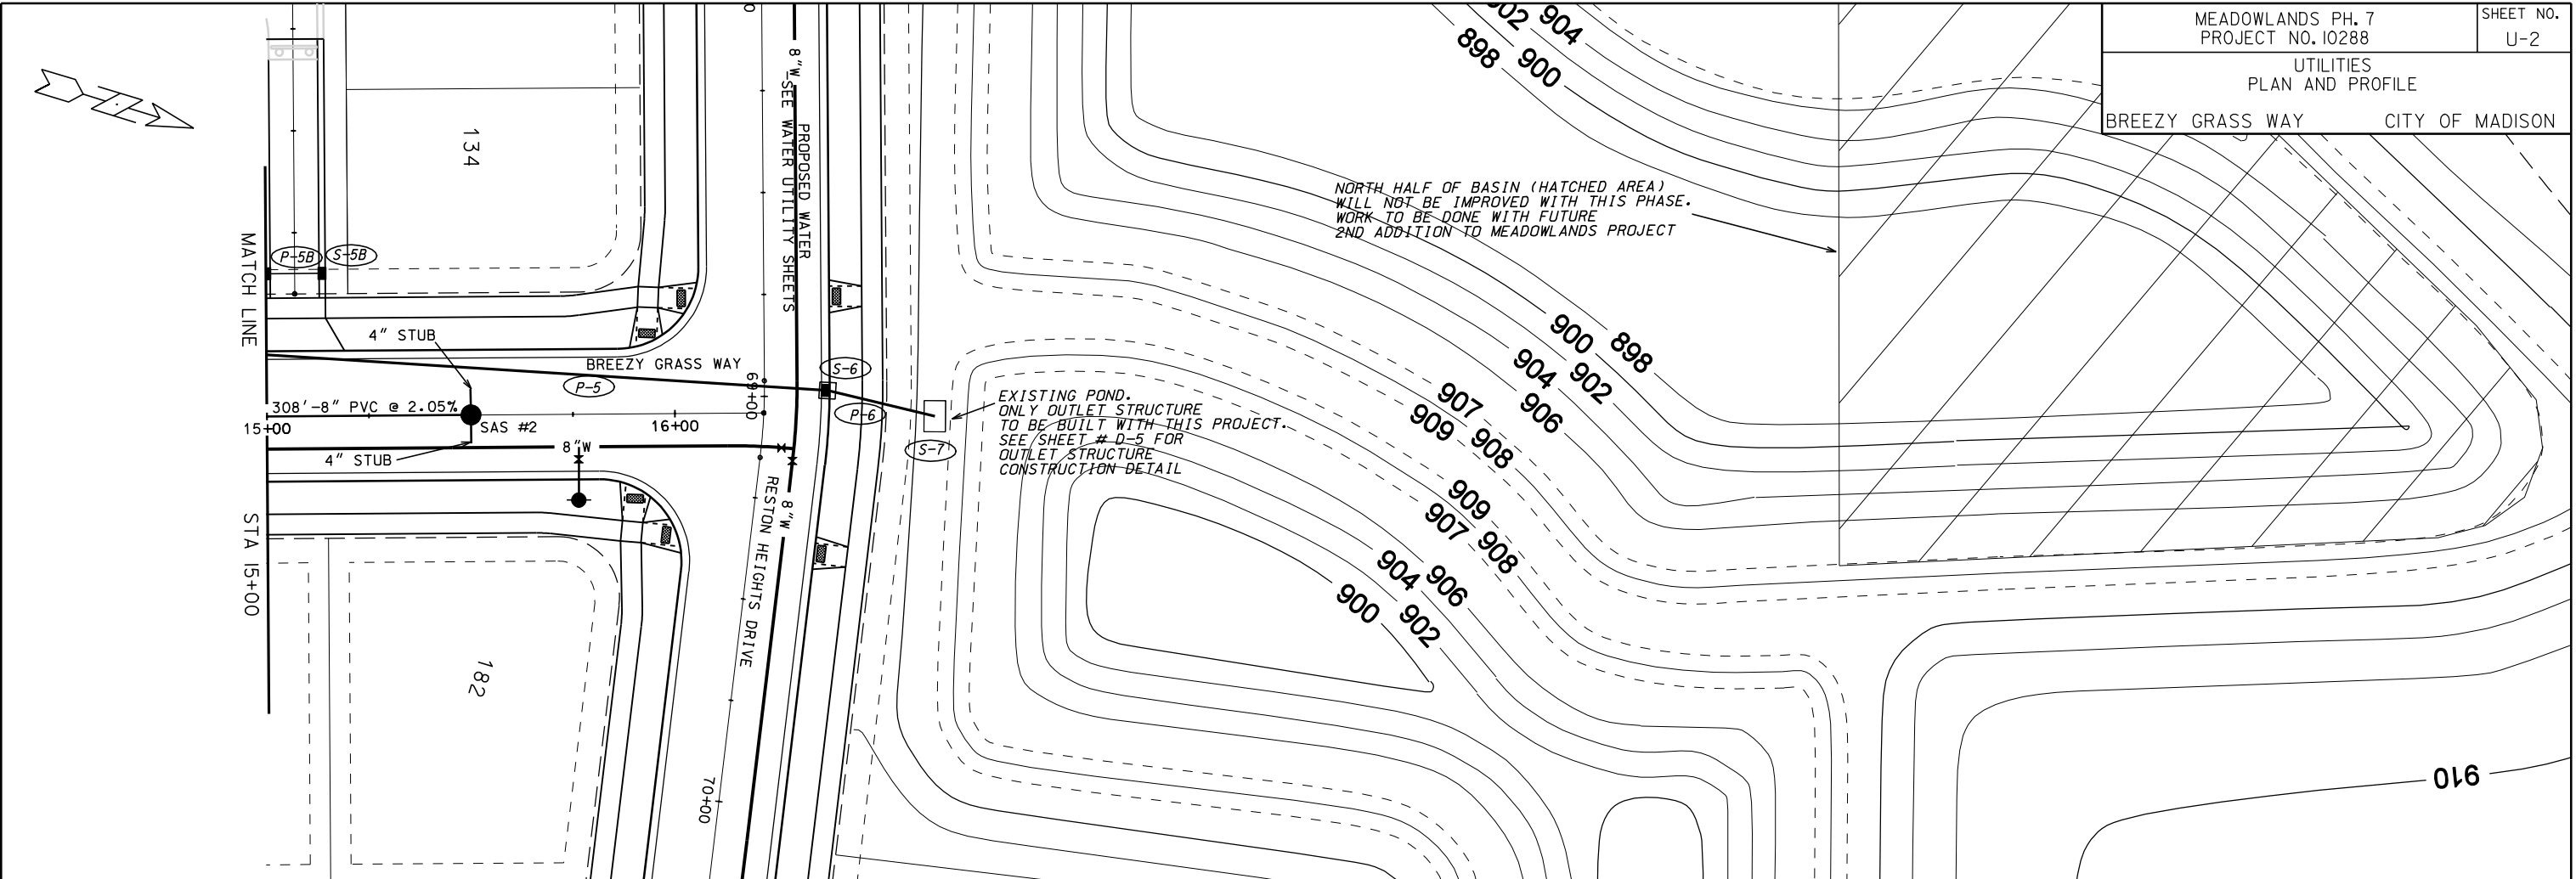 MEADOWLANDS PH. 7
PROJECT NO. 10288
SHEET NO.
U-2
UTILITIES
PLAN AND PROFILE
BREEZY GRASS WAY CITY OF MADISON
MATCH LINE
STA 15+00
134
P-5B
S-5B
8"W
PROPOSED WATER
SEE WATER UTILITY SHEETS
4" STUB
BREEZY GRASS WAY
P-5
308'-8" PVC @ 2.05%
15+00
SAS #2
16+00
69+00
4" STUB
8"W
8"W
S-6
P-6
S-7
RESTON HEIGHTS DRIVE
70+00
182
EXISTING POND.
ONLY OUTLET STRUCTURE
TO BE BUILT WITH THIS PROJECT.
SEE SHEET # D-5 FOR
OUTLET STRUCTURE
CONSTRUCTION DETAIL
NORTH HALF OF BASIN (HATCHED AREA)
WILL NOT BE IMPROVED WITH THIS PHASE.
WORK TO BE DONE WITH FUTURE
2ND ADDITION TO MEADOWLANDS PROJECT
904
900
898
898
900
902
904
906
907
908
909
909
908
907
906
904
902
900
910